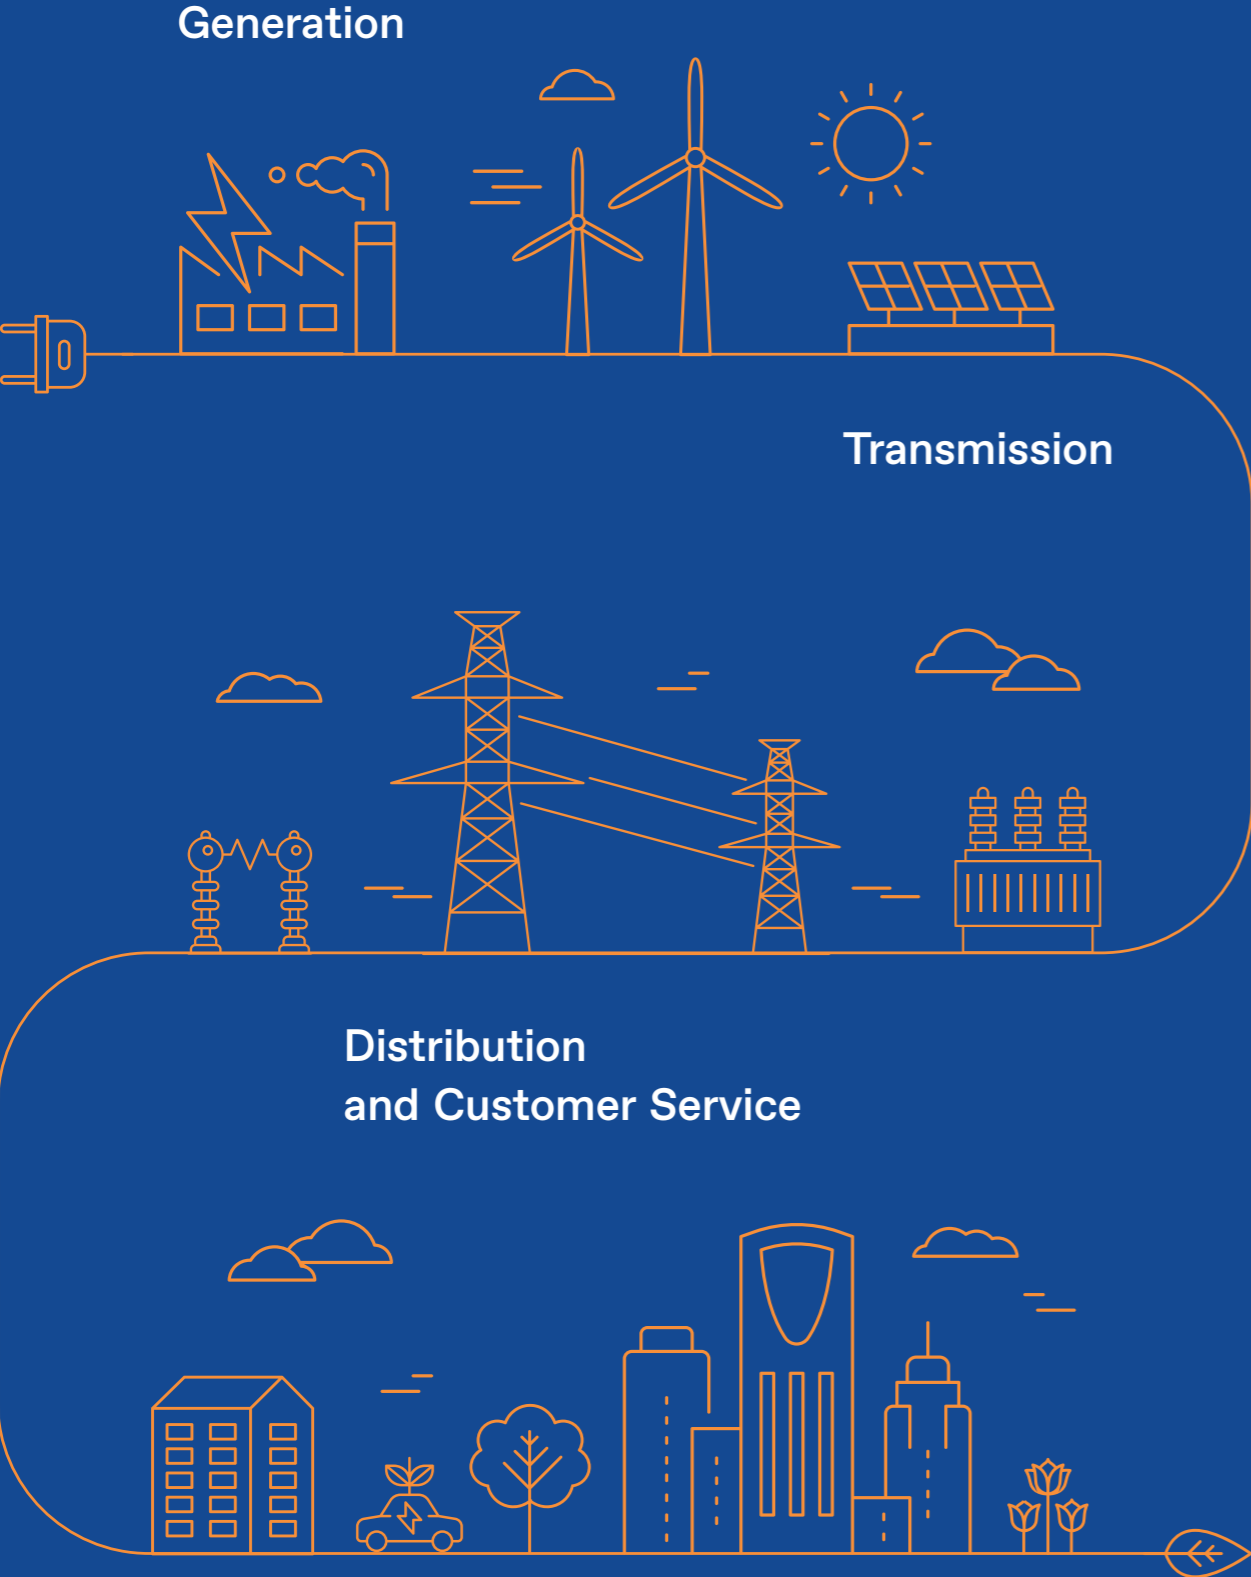 Generation
Transmission
Distribution
and Customer Service